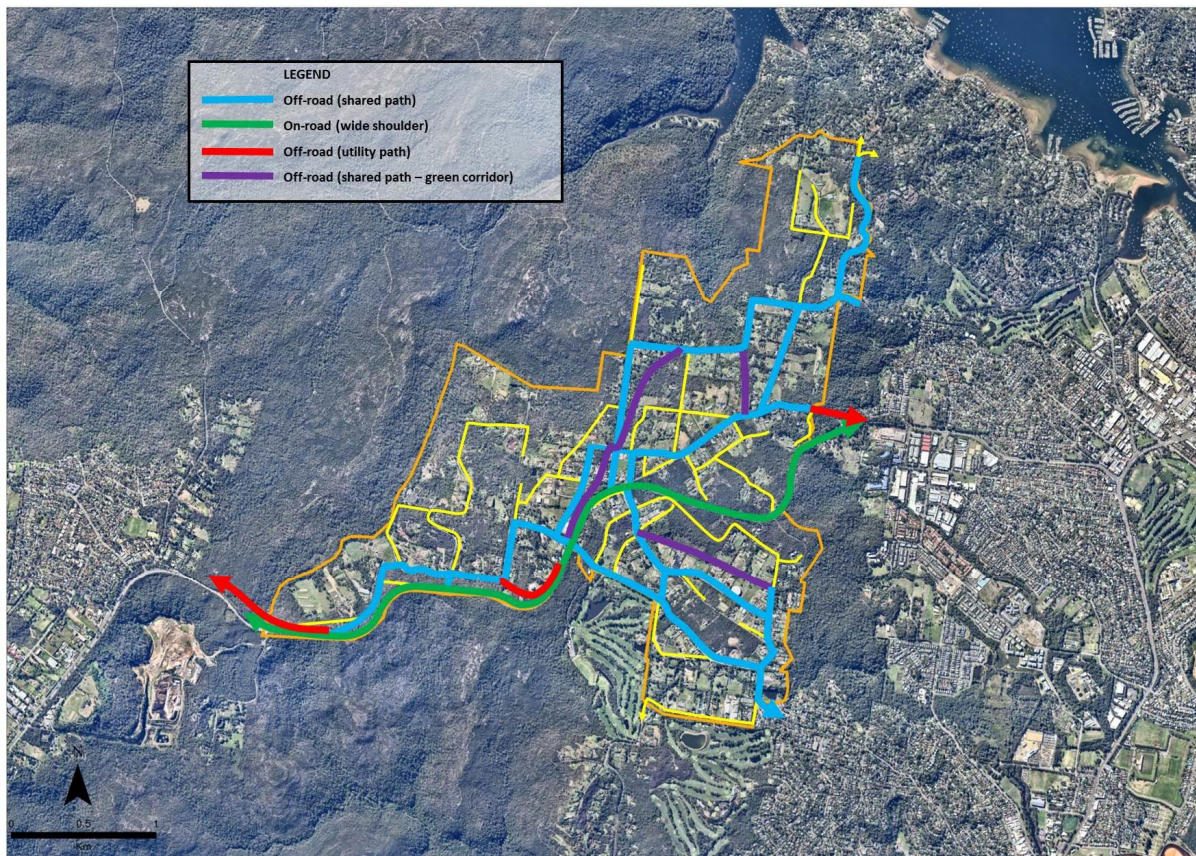 LEGEND
Off-road (shared path)
On-road (wide shoulder)
Off-road (utility path)
Off-road (shared path – green corridor)
N
0 0.5 1
Km